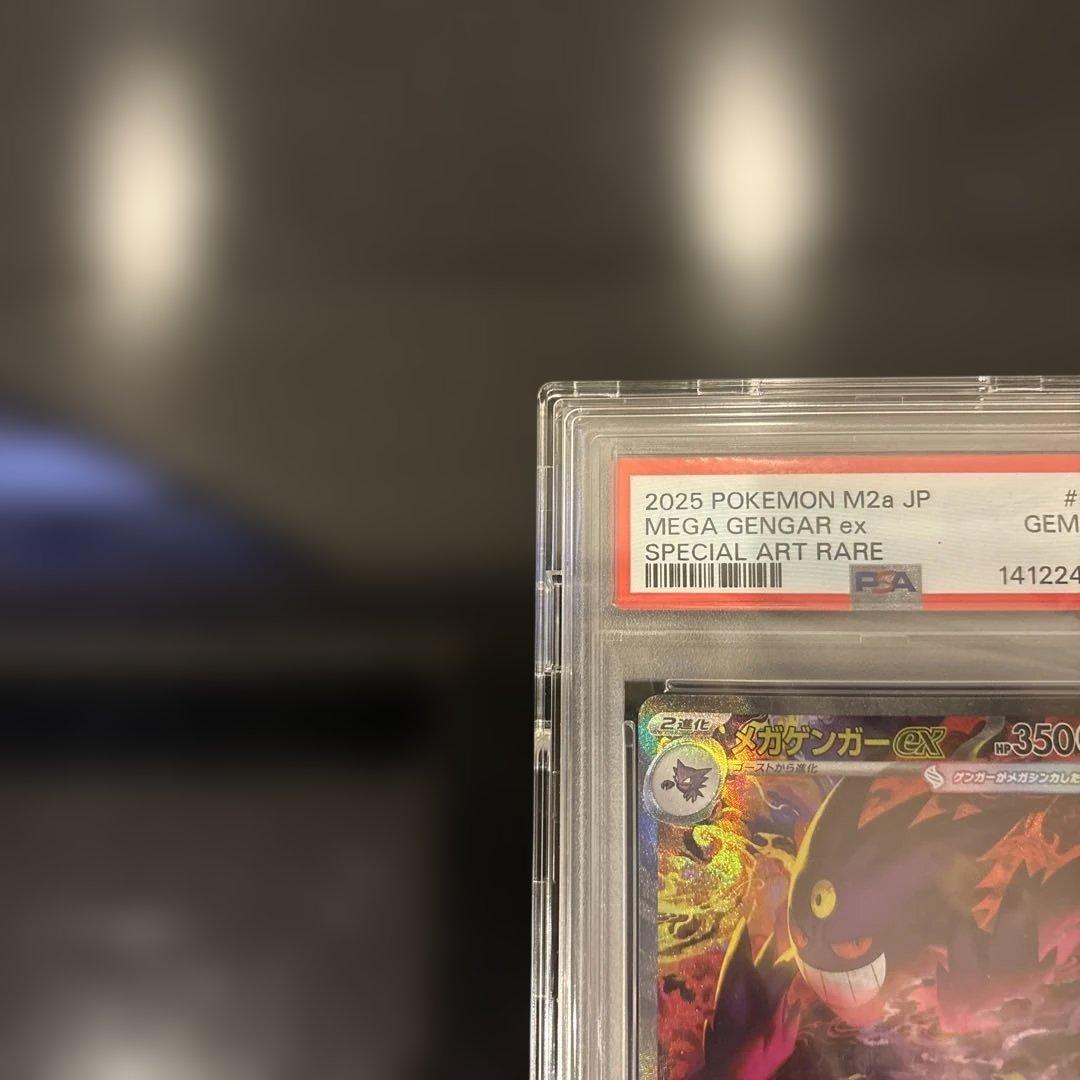 2025 POKEMON M2a JP #
MEGA GENGAR ex GEM
SPECIAL ART RARE
PSA 141224
2進化 メガゲンガーex HP350
ゴーストから進化
ゲンガーがメガシンカした